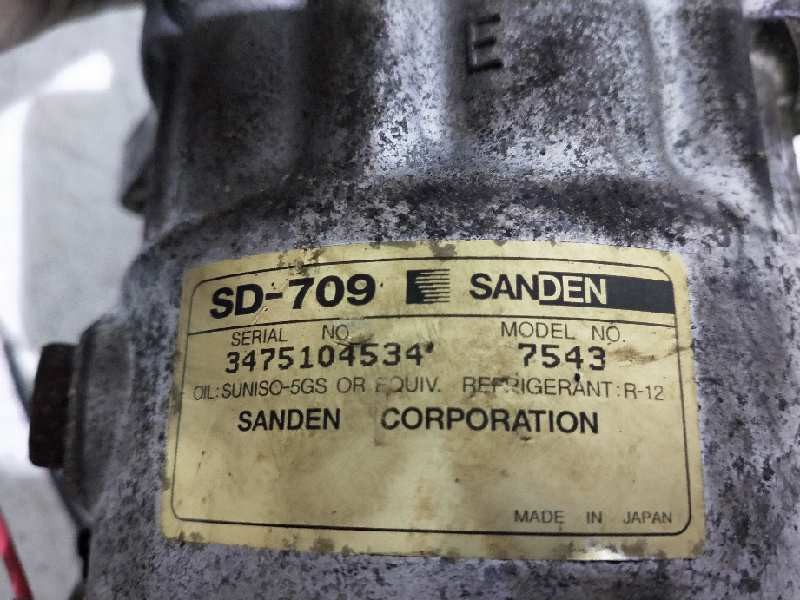 E
SD-709 SANDEN
SERIAL NO. MODEL NO.
3475104534 7543
OIL:SUNISO-5GS OR EQUIV. REFRIGERANT:R-12
SANDEN CORPORATION
MADE IN JAPAN